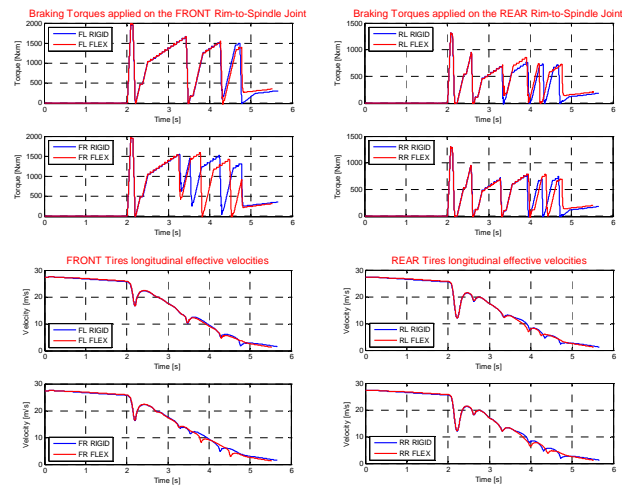 Braking Torques applied on the FRONT Rim-to-Spindle Joint
Braking Torques applied on the REAR Rim-to-Spindle Joint
2000
1500
1000
500
0
Torque [Nxm]
FL RIGID
FL FLEX
0 1 2 3 4 5 6
Time [s]
1500
1000
500
0
Torque [Nxm]
RL RIGID
RL FLEX
0 1 2 3 4 5 6
Time [s]
2000
1500
1000
500
0
Torque [Nxm]
FR RIGID
FR FLEX
0 1 2 3 4 5 6
Time [s]
1500
1000
500
0
Torque [Nxm]
RR RIGID
RR FLEX
0 1 2 3 4 5 6
Time [s]
FRONT Tires longitudinal effective velocities
REAR Tires longitudinal effective velocities
30
20
10
0
Velocity [m/s]
FL RIGID
FL FLEX
0 1 2 3 4 5 6
Time [s]
30
20
10
0
Velocity [m/s]
RL RIGID
RL FLEX
0 1 2 3 4 5 6
Time [s]
30
20
10
0
Velocity [m/s]
FR RIGID
FR FLEX
0 1 2 3 4 5 6
Time [s]
30
20
10
0
Velocity [m/s]
RR RIGID
RR FLEX
0 1 2 3 4 5 6
Time [s]